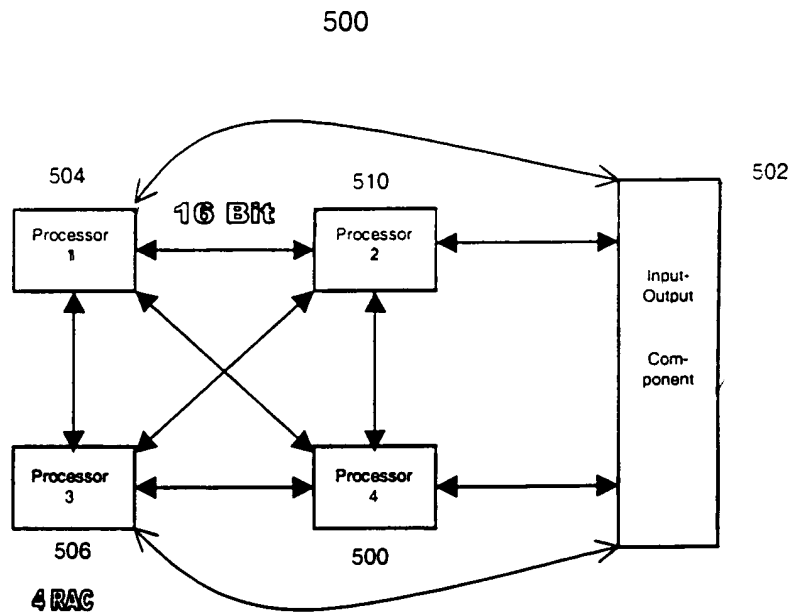 500
504
510
502
16 Bit
Processor
1
Processor
2
Input-
Output
Com-
ponent
Processor
3
Processor
4
506
500
4 RAC